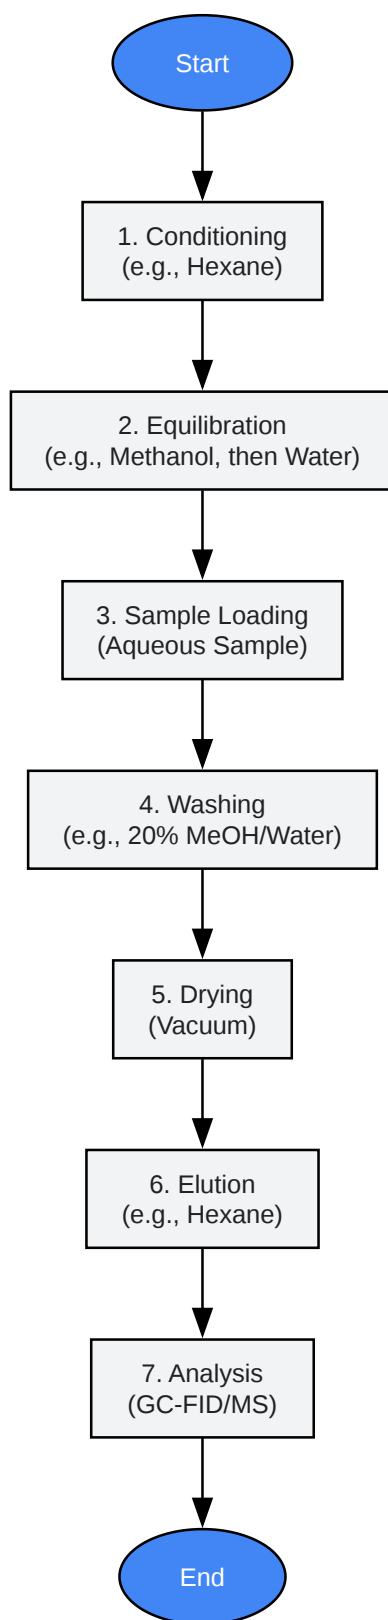 Start
1. Conditioning
(e.g., Hexane)
2. Equilibration
(e.g., Methanol, then Water)
3. Sample Loading
(Aqueous Sample)
4. Washing
(e.g., 20% MeOH/Water)
5. Drying
(Vacuum)
6. Elution
(e.g., Hexane)
7. Analysis
(GC-FID/MS)
End